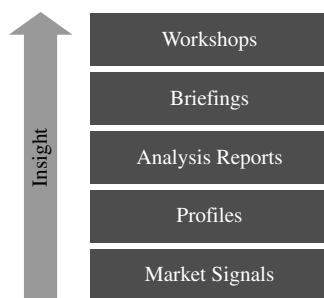 Workshops
Briefings
Analysis Reports
Profiles
Market Signals
Insight